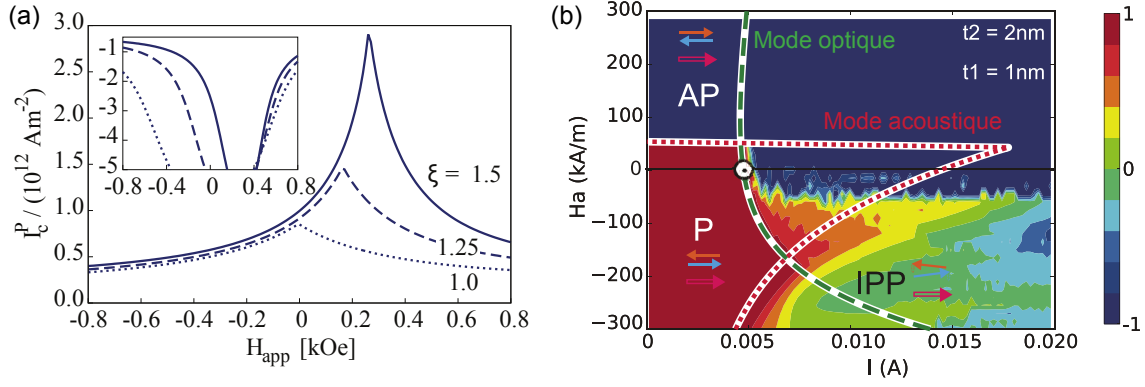 (a)
3.0
2.5
2.0
1.5
1.0
0.5
0.0
I_c^P / (10^12 Am^-2)
-1
-2
-3
-4
-5
-0.8 -0.4 0 0.4 0.8
ξ = 1.5
1.25
1.0
-0.8 -0.6 -0.4 -0.2 0 0.2 0.4 0.6 0.8
H_app [kOe]
(b)
300
200
100
0
−100
−200
−300
Ha (kA/m)
Mode optique
t2 = 2nm
t1 = 1nm
AP
Mode acoustique
P
IPP
0 0.005 0.010 0.015 0.020
I (A)
1
0
-1